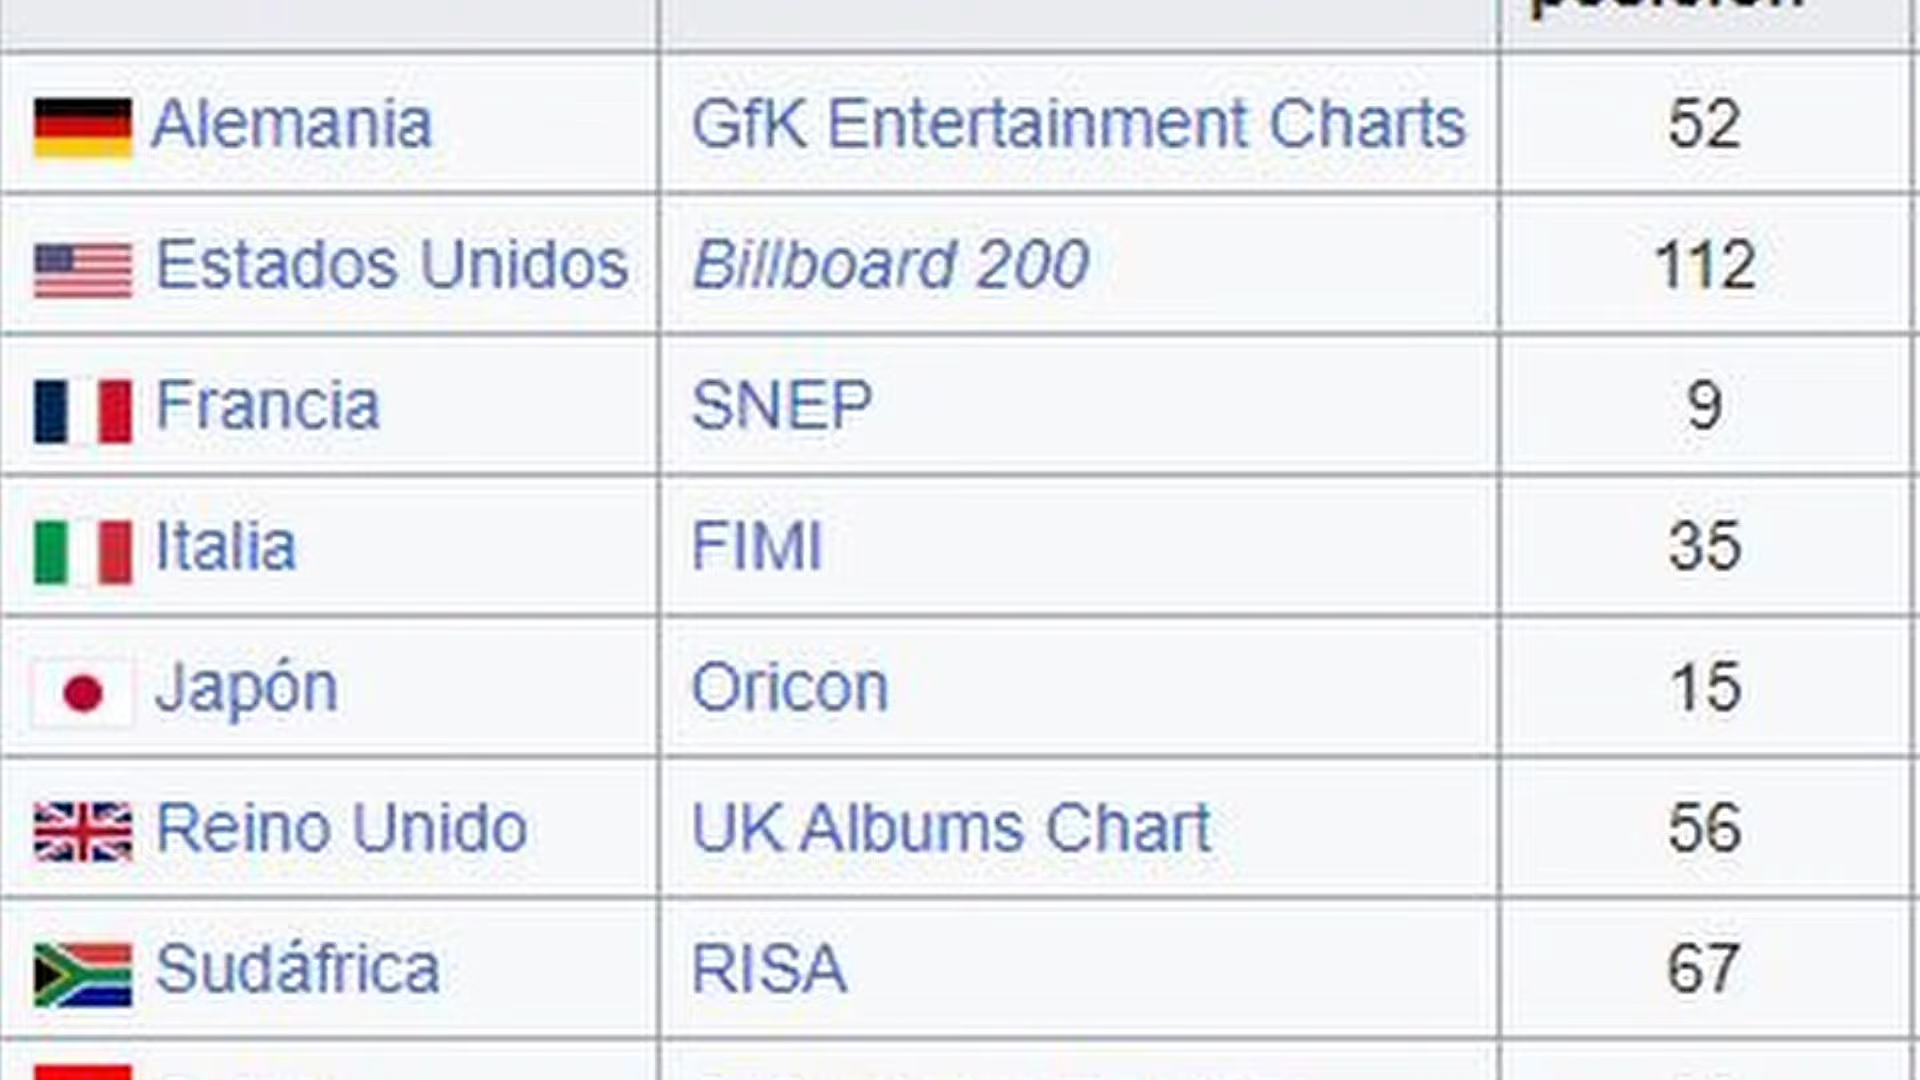 posición
Alemania GfK Entertainment Charts 52
Estados Unidos Billboard 200 112
Francia SNEP 9
Italia FIMI 35
Japón Oricon 15
Reino Unido UK Albums Chart 56
Sudáfrica RISA 67